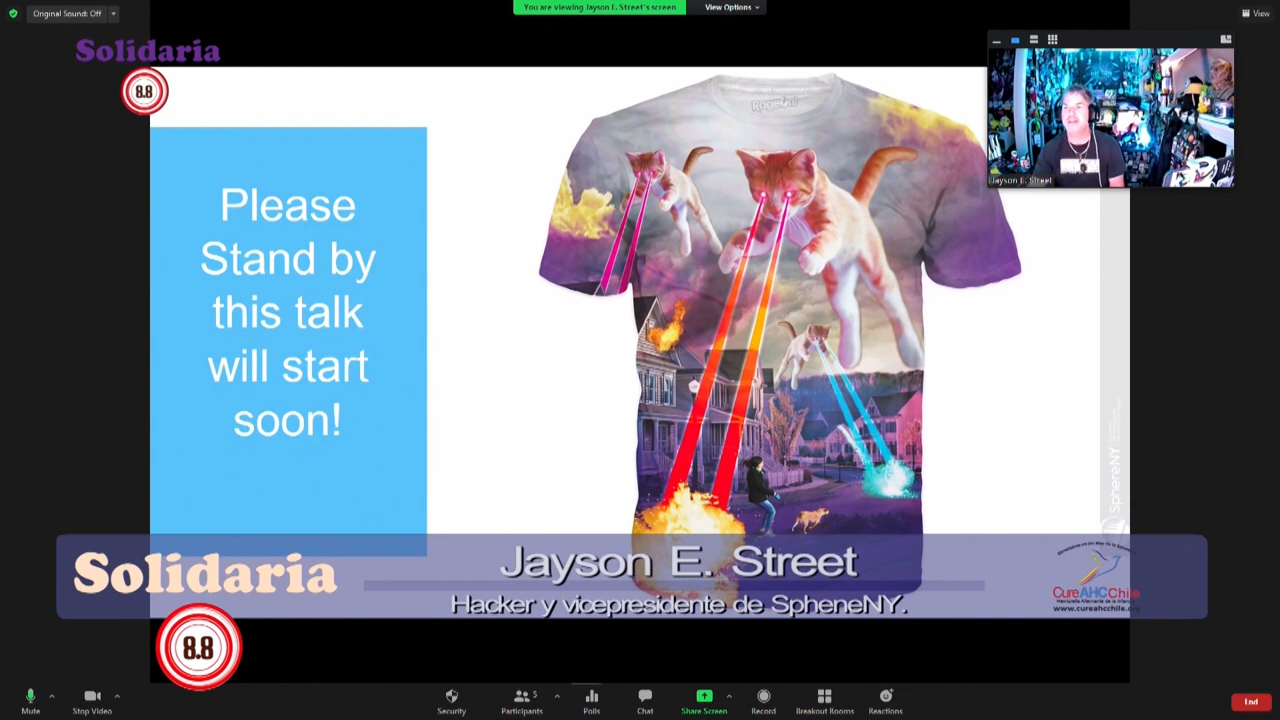 Original Sound: Off
You are viewing Jayson E. Street's screen
View Options
View
Solidaria
8.8
Please
Stand by
this talk
will start
soon!
RageOn!
Jayson E. Street
SphereNY
Solidaria
8.8
Jayson E. Street
Hacker y vicepresidente de SpheneNY.
CureAHCChile
www.cureahcchile.org
Mute
Stop Video
Security
Participants
5
Polls
Chat
Share Screen
Record
Breakout Rooms
Reactions
End